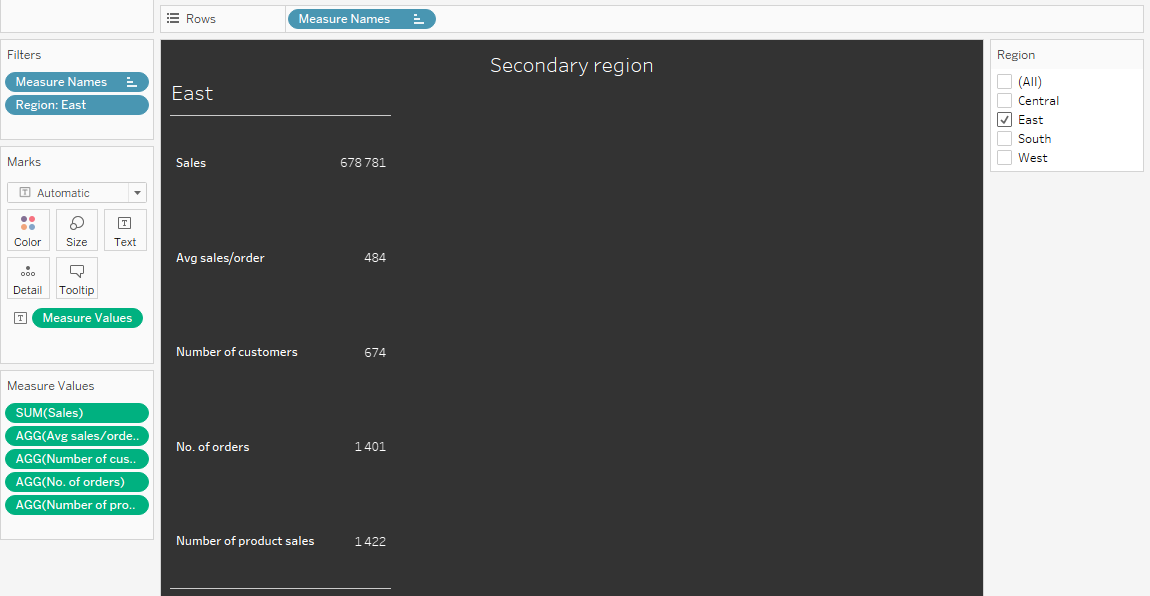 Rows
Measure Names
Filters
Measure Names
Region: East
Marks
Automatic
Color
Size
Text
Detail
Tooltip
Measure Values
Measure Values
SUM(Sales)
AGG(Avg sales/orde..
AGG(Number of cus..
AGG(No. of orders)
AGG(Number of pro..
Secondary region
East
Sales 678 781
Avg sales/order 484
Number of customers 674
No. of orders 1 401
Number of product sales 1 422
Region
(All)
Central
East
South
West